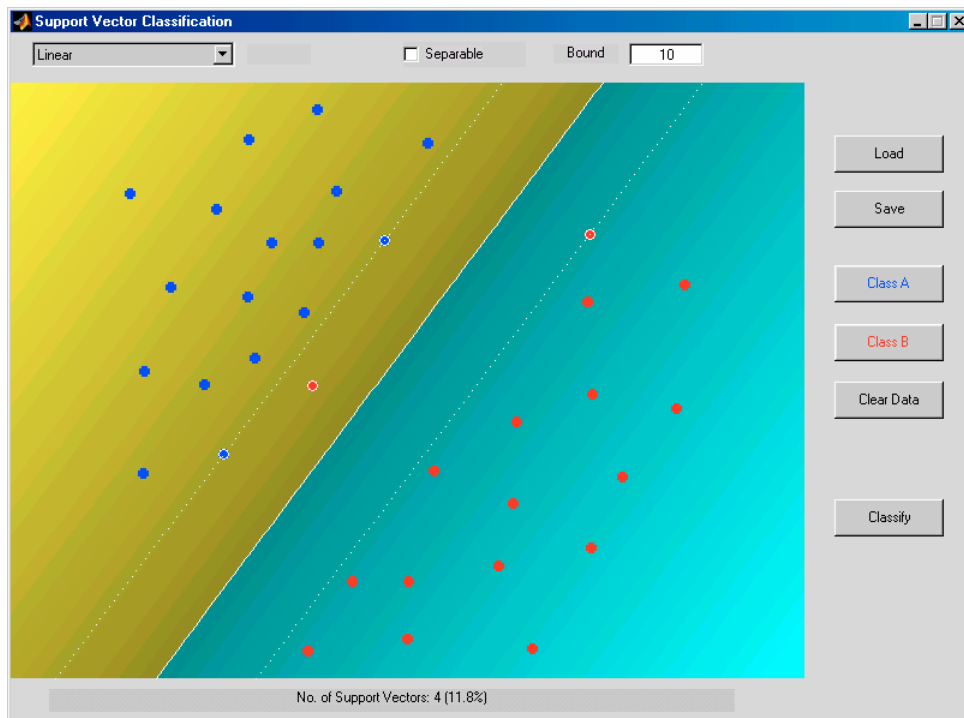 Support Vector Classification
Linear
Separable
Bound
10
Load
Save
Class A
Class B
Clear Data
Classify
No. of Support Vectors: 4 (11.8%)